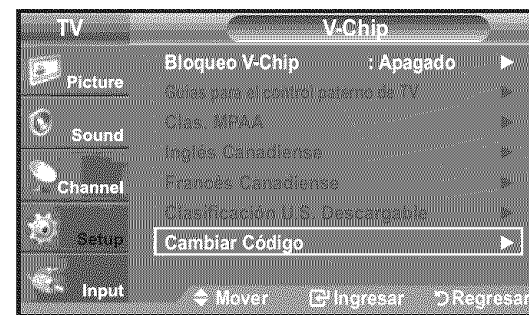 TV
V-Chip
Picture
Sound
Channel
Setup
Input
Bloqueo V-Chip : Apagado
Guías para el control paterno de TV
Clas. MPAA
Inglés Canadiense
Francés Canadiense
Clasificación U.S. Descargable
Cambiar Código
Mover Ingresar Regresar